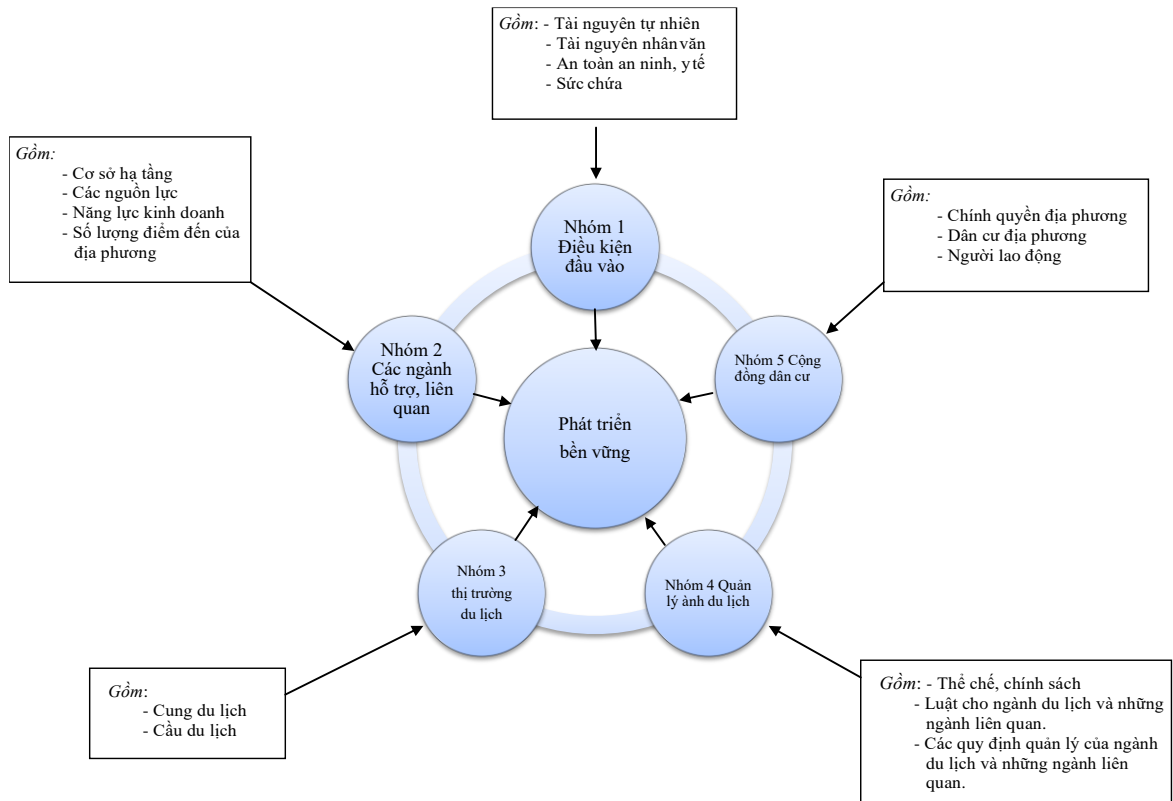 Gồm: - Tài nguyên tự nhiên
- Tài nguyên nhân văn
- An toàn an ninh, y tế
- Sức chứa
Gồm:
- Cơ sở hạ tầng
- Các nguồn lực
- Năng lực kinh doanh
- Số lượng điểm đến của
địa phương
Gồm:
- Chính quyền địa phương
- Dân cư địa phương
- Người lao động
Nhóm 1
Điều kiện
đầu vào
Nhóm 2
Các ngành
hỗ trợ, liên
quan
Nhóm 5 Cộng
đồng dân cư
Phát triển
bền vững
Nhóm 3
thị trường
du lịch
Nhóm 4 Quản
lý ành du lịch
Gồm:
- Cung du lịch
- Cầu du lịch
Gồm: - Thể chế, chính sách
- Luật cho ngành du lịch và những
ngành liên quan.
- Các quy định quản lý của ngành
du lịch và những ngành liên
quan.